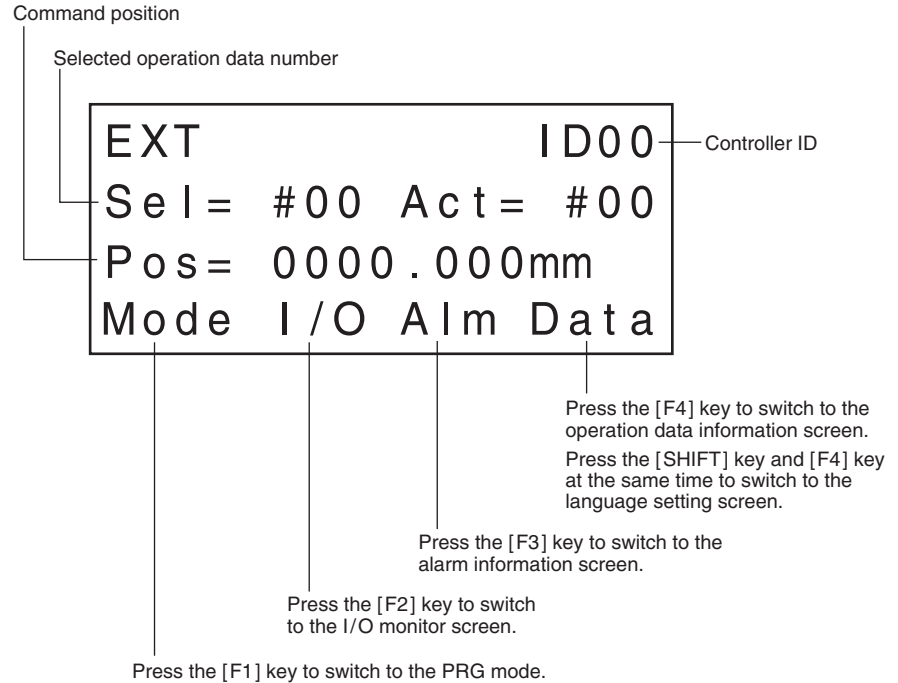 Command position
Selected operation data number
EXT ID00
Controller ID
Sel= #00 Act= #00
Pos= 0000.000mm
Mode I/O Alm Data
Press the [F4] key to switch to the
operation data information screen.
Press the [SHIFT] key and [F4] key
at the same time to switch to the
language setting screen.
Press the [F3] key to switch to the
alarm information screen.
Press the [F2] key to switch
to the I/O monitor screen.
Press the [F1] key to switch to the PRG mode.